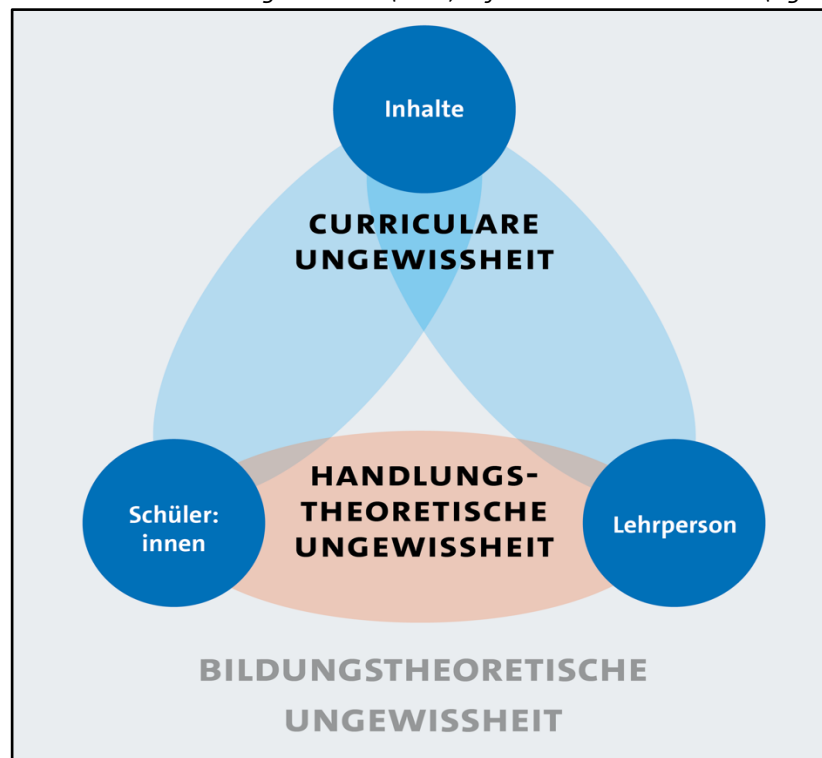 Inhalte
CURRICULARE
UNGEWISSHEIT
HANDLUNGS-
THEORETISCHE
UNGEWISSHEIT
Schüler:
innen
Lehrperson
BILDUNGSTHEORETISCHE
UNGEWISSHEIT